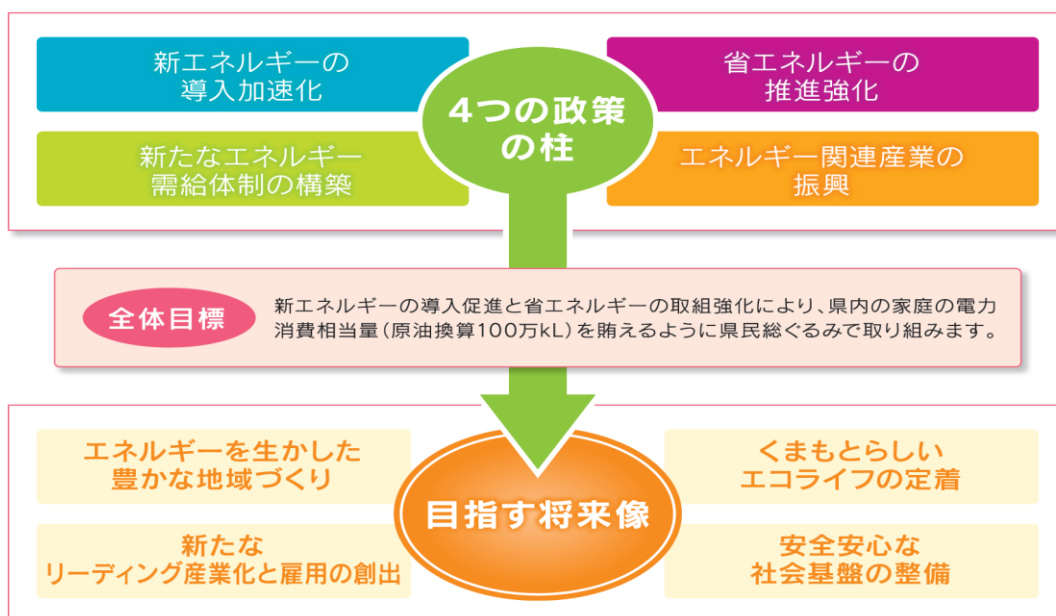 新エネルギーの
導入加速化
省エネルギーの
推進強化
4つの政策
の柱
新たなエネルギー
需給体制の構築
エネルギー関連産業の
振興
全体目標
新エネルギーの導入促進と省エネルギーの取組強化により、県内の家庭の電力
消費相当量(原油換算100万kL)を賄えるように県民総ぐるみで取り組みます。
エネルギーを生かした
豊かな地域づくり
くまもとらしい
エコライフの定着
目指す将来像
新たな
リーディング産業化と雇用の創出
安全安心な
社会基盤の整備